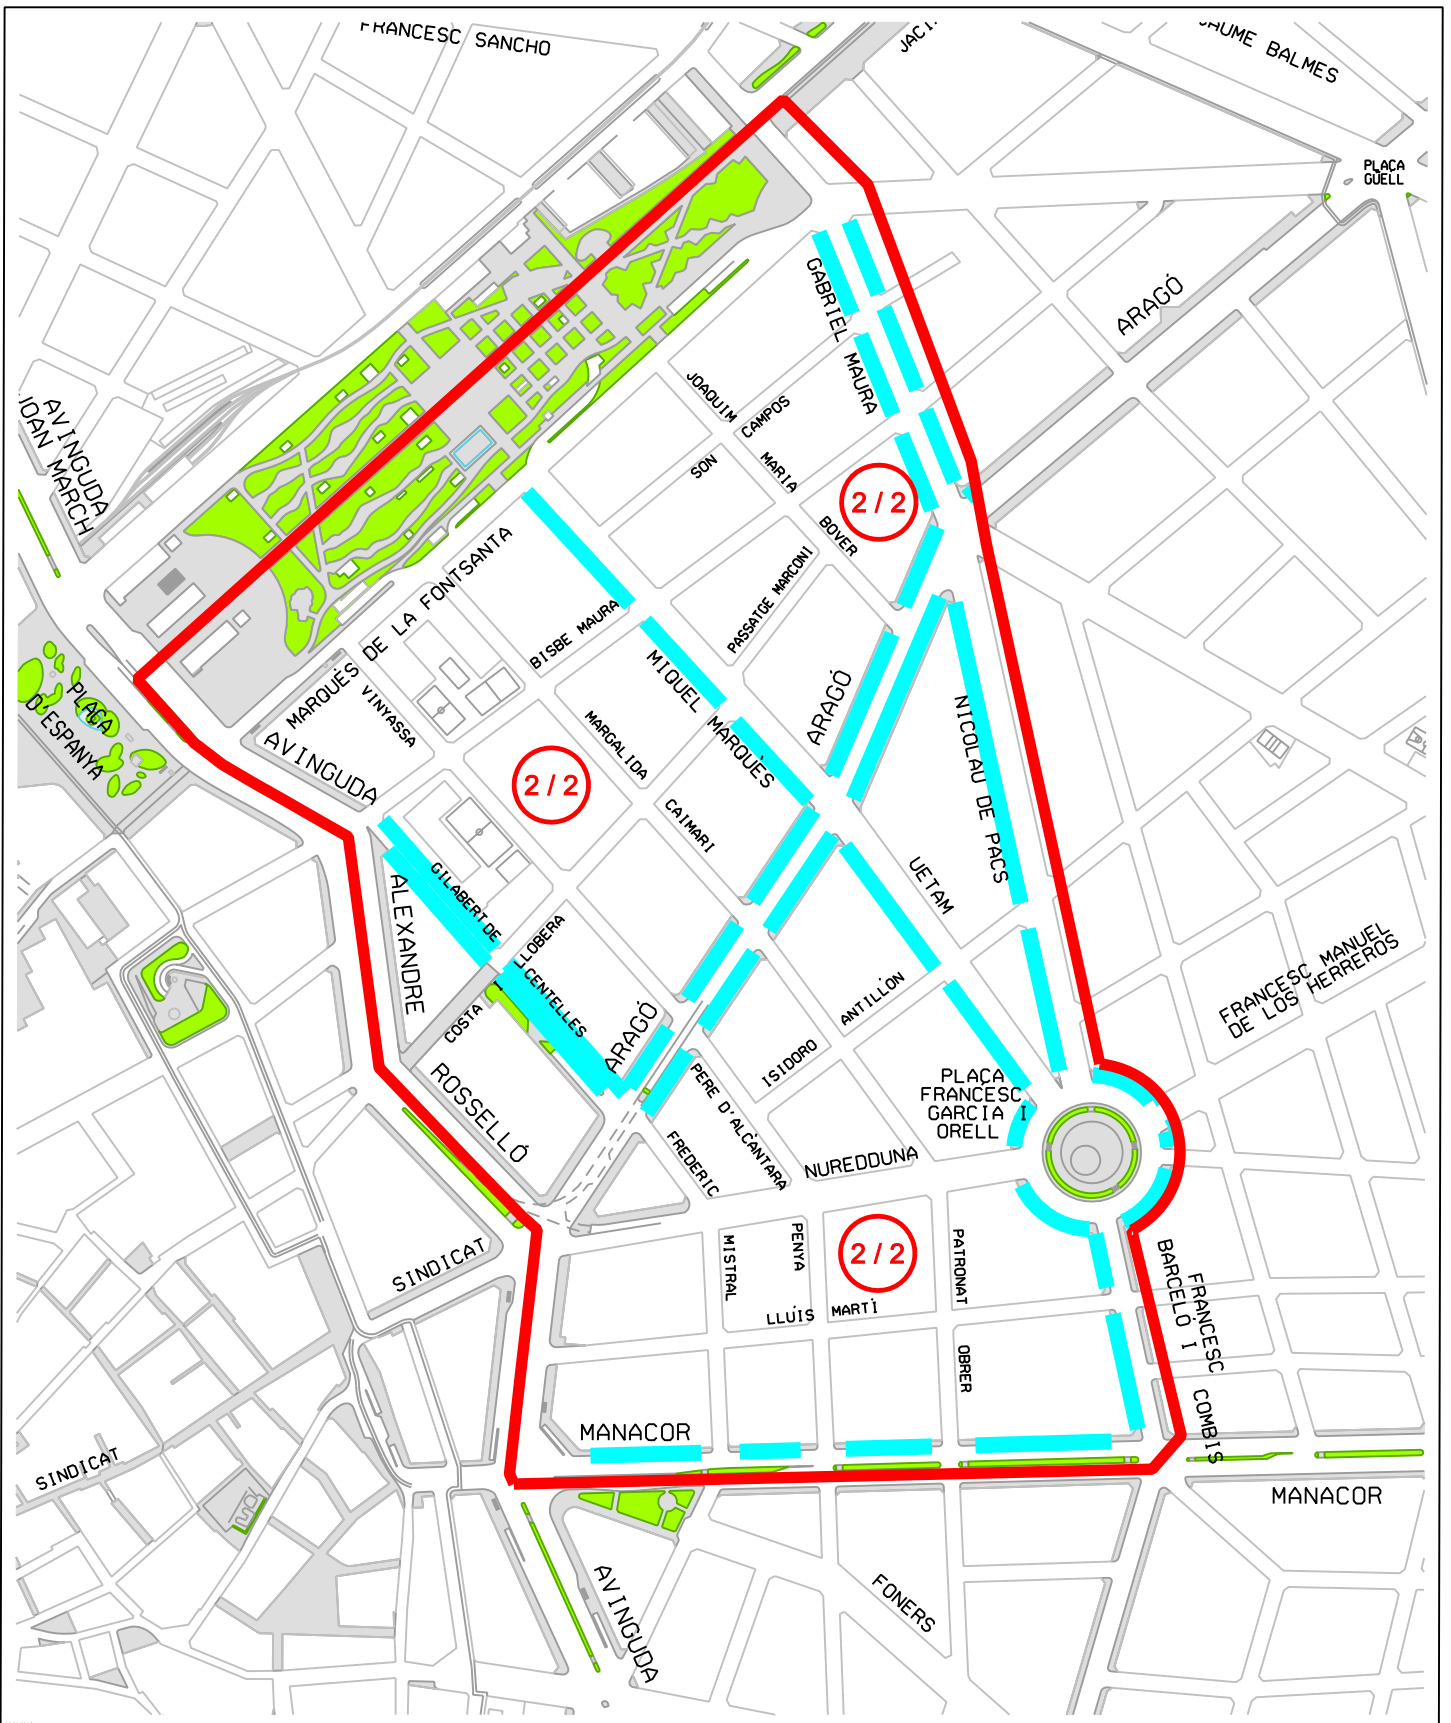 FRANCESC SANCHO
JAUME BALMES
PLAÇA
GÜELL
ARAGÓ
AVINGUDA
JOAN MARCH
GABRIEL MAURA
JOAQUIM
CAMPOS
SON
MARIA
BOVER
2/2
PASSATGE MARCONI
MARQUÈS DE LA FONTSANTA
BISBE MAURA
VINYASSA
MIQUEL MARQUÈS
MARGALIDA
CAIMARI
ARAGÓ
NICOLAU DE PACS
PLAÇA
D'ESPANYA
AVINGUDA
ALEXANDRE
ROSSELLÓ
2/2
GILABERT DE
CENTELLES
LLOBERA
COSTA
UETAM
ANTILLÓN
ISIDORO
ARAGÓ
PERE D'ALCÀNTARA
FREDERIC
PLAÇA
FRANCESC
GARCIA I
ORELL
FRANCESC MANUEL
DE LOS HERREROS
NUREDDUNA
SINDICAT
MISTRAL
PENYA
2/2
PATRONAT
LLUÍS MARTÍ
OBRER
FRANCESC
BARCELÓ I
COMBIS
MANACOR
SINDICAT
MANACOR
FONERS
AVINGUDA